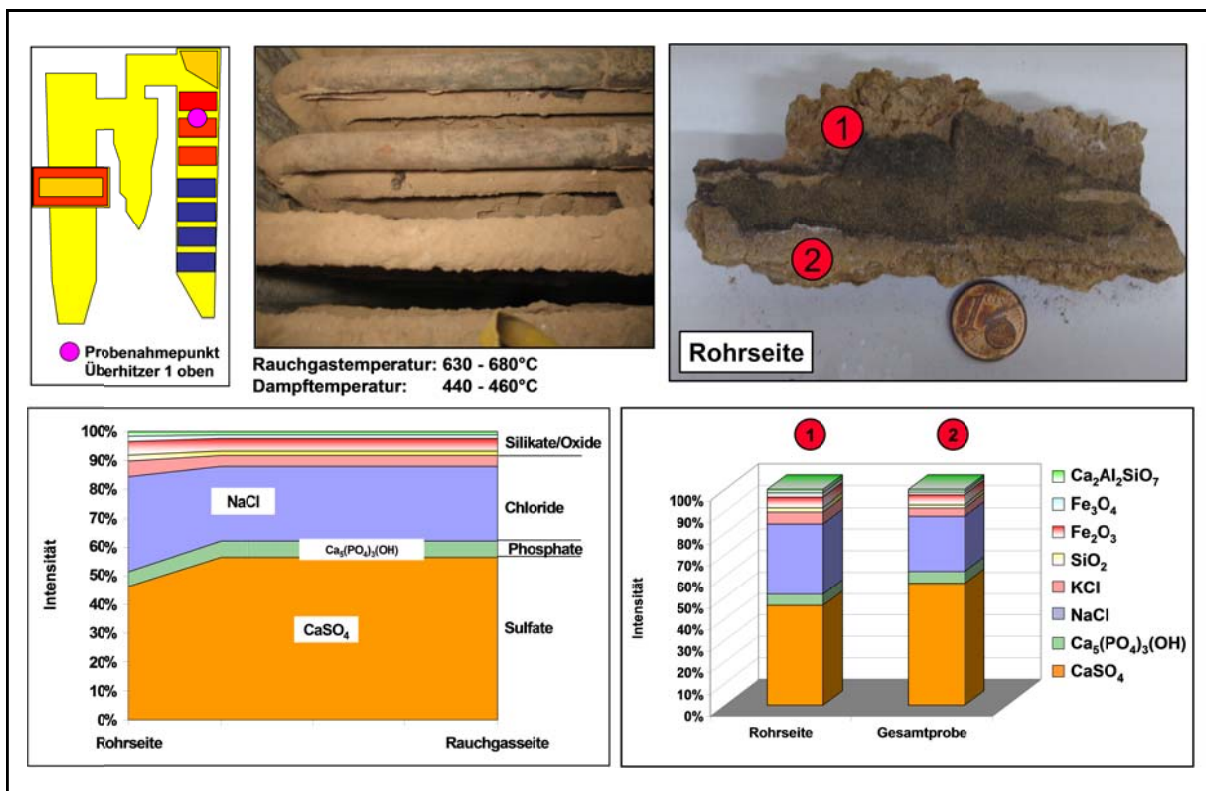 Probenahmepunkt
Überhitzer 1 oben
Rauchgastemperatur: 630 - 680°C
Dampftemperatur: 440 - 460°C
1
2
1
Rohrseite
100%
90%
80%
70%
60%
50%
40%
30%
20%
10%
0%
Intensität
NaCl
Ca₅(PO₄)₃(OH)
CaSO₄
Silikate/Oxide
Chloride
Phosphate
Sulfate
Rohrseite
Rauchgasseite
1
2
100%
90%
80%
70%
60%
50%
40%
30%
20%
10%
0%
Intensität
Rohrseite
Gesamtprobe
Ca₂Al₂SiO₇
Fe₃O₄
Fe₂O₃
SiO₂
KCl
NaCl
Ca₅(PO₄)₃(OH)
CaSO₄